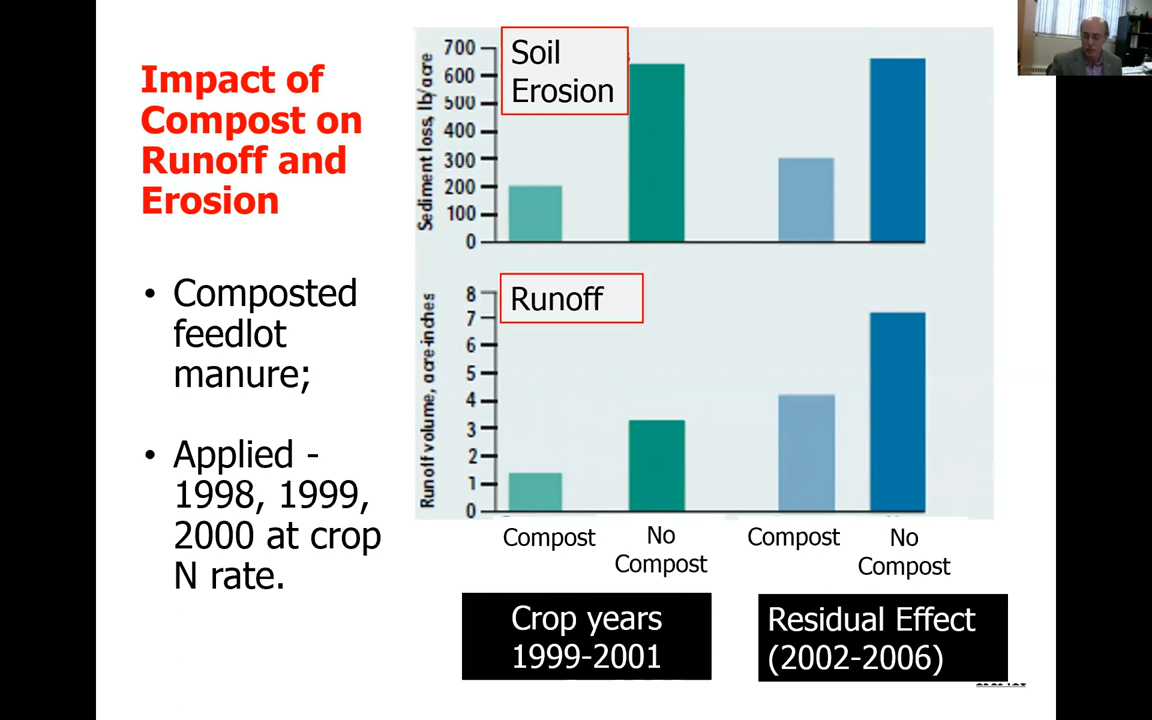 Impact of
Compost on
Runoff and
Erosion
• Composted
feedlot
manure;
• Applied -
1998, 1999,
2000 at crop
N rate.
Soil
Erosion
Sediment loss, lb/acre
700
600
500
400
300
200
100
0
Runoff
Runoff volume, acre-inches
8
7
6
5
4
3
2
1
0
Compost
No
Compost
Compost
No
Compost
Crop years
1999-2001
Residual Effect
(2002-2006)